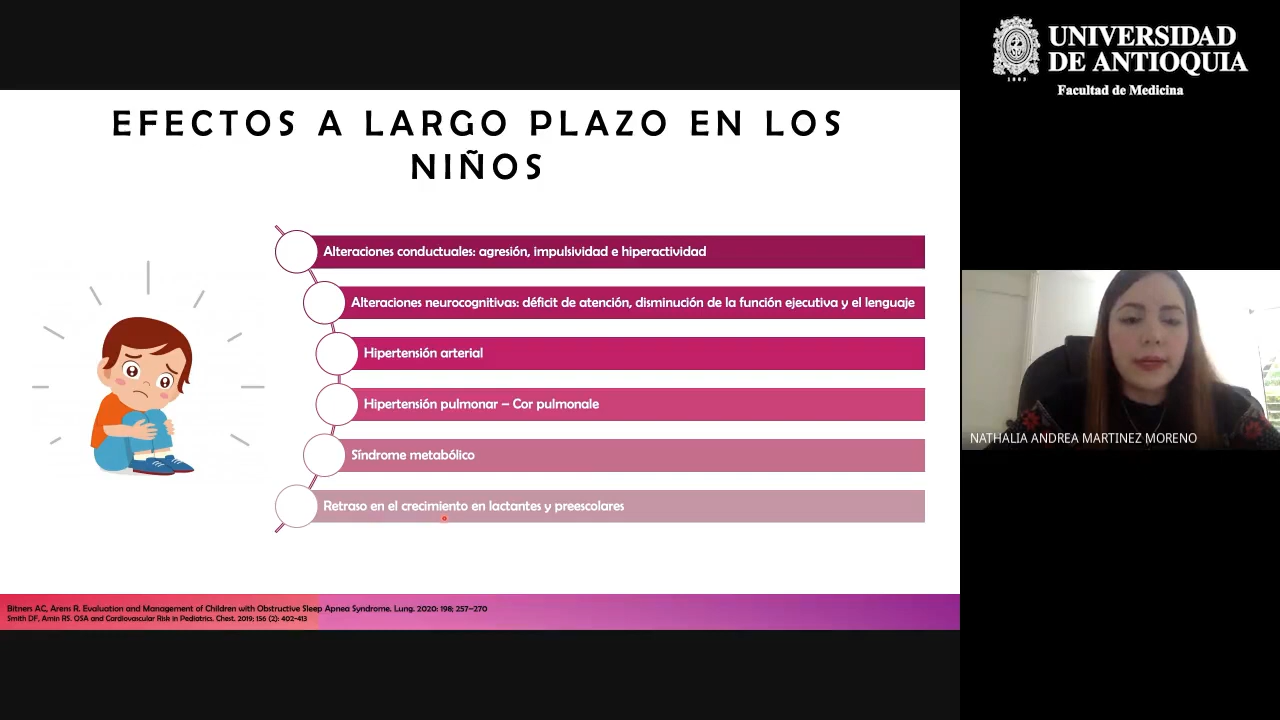 EFECTOS A LARGO PLAZO EN LOS
NIÑOS
Alteraciones conductuales: agresión, impulsividad e hiperactividad
Alteraciones neurocognitivas: déficit de atención, disminución de la función ejecutiva y el lenguaje
Hipertensión arterial
Hipertensión pulmonar – Cor pulmonale
Síndrome metabólico
Retraso en el crecimiento en lactantes y preescolares
Bitners AC, Arens R. Evaluation and Management of Children with Obstructive Sleep Apnea Syndrome. Lung. 2020: 198; 257–270
Smith DF, Amin RS. OSA and Cardiovascular Risk in Pediatrics. Chest. 2019; 156 (2): 402-413
UNIVERSIDAD
DE ANTIOQUIA
1803
Facultad de Medicina
NATHALIA ANDREA MARTINEZ MORENO